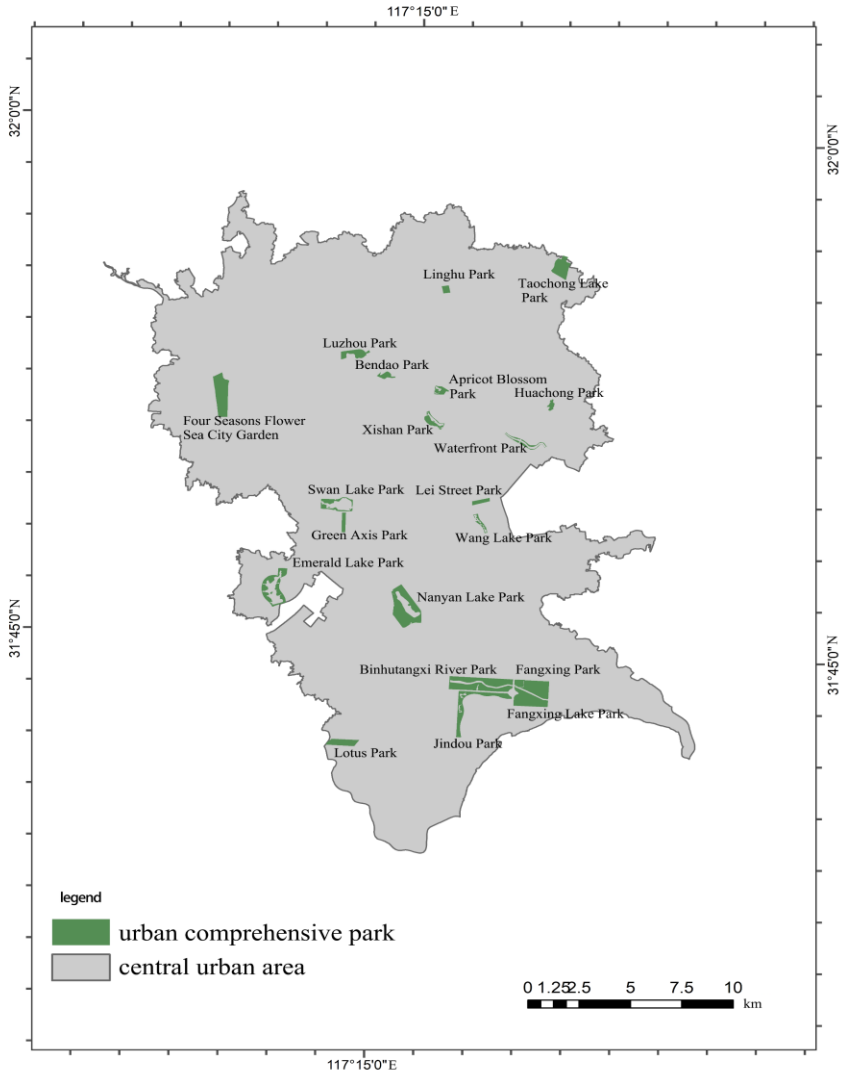 117°15'0" E
32°0'0"N
32°0'0"N
Linghu Park
Taochong Lake
Park
Luzhou Park
Bendao Park
Apricot Blossom
Park
Huachong Park
Four Seasons Flower
Sea City Garden
Xishan Park
Waterfront Park
Swan Lake Park
Lei Street Park
Green Axis Park
Wang Lake Park
Emerald Lake Park
Nanyan Lake Park
31°45'0"N
31°45'0"N
Binhutangxi River Park
Fangxing Park
Fangxing Lake Park
Jindou Park
Lotus Park
legend
urban comprehensive park
central urban area
0 1.252.5 5 7.5 10
km
117°15'0"E